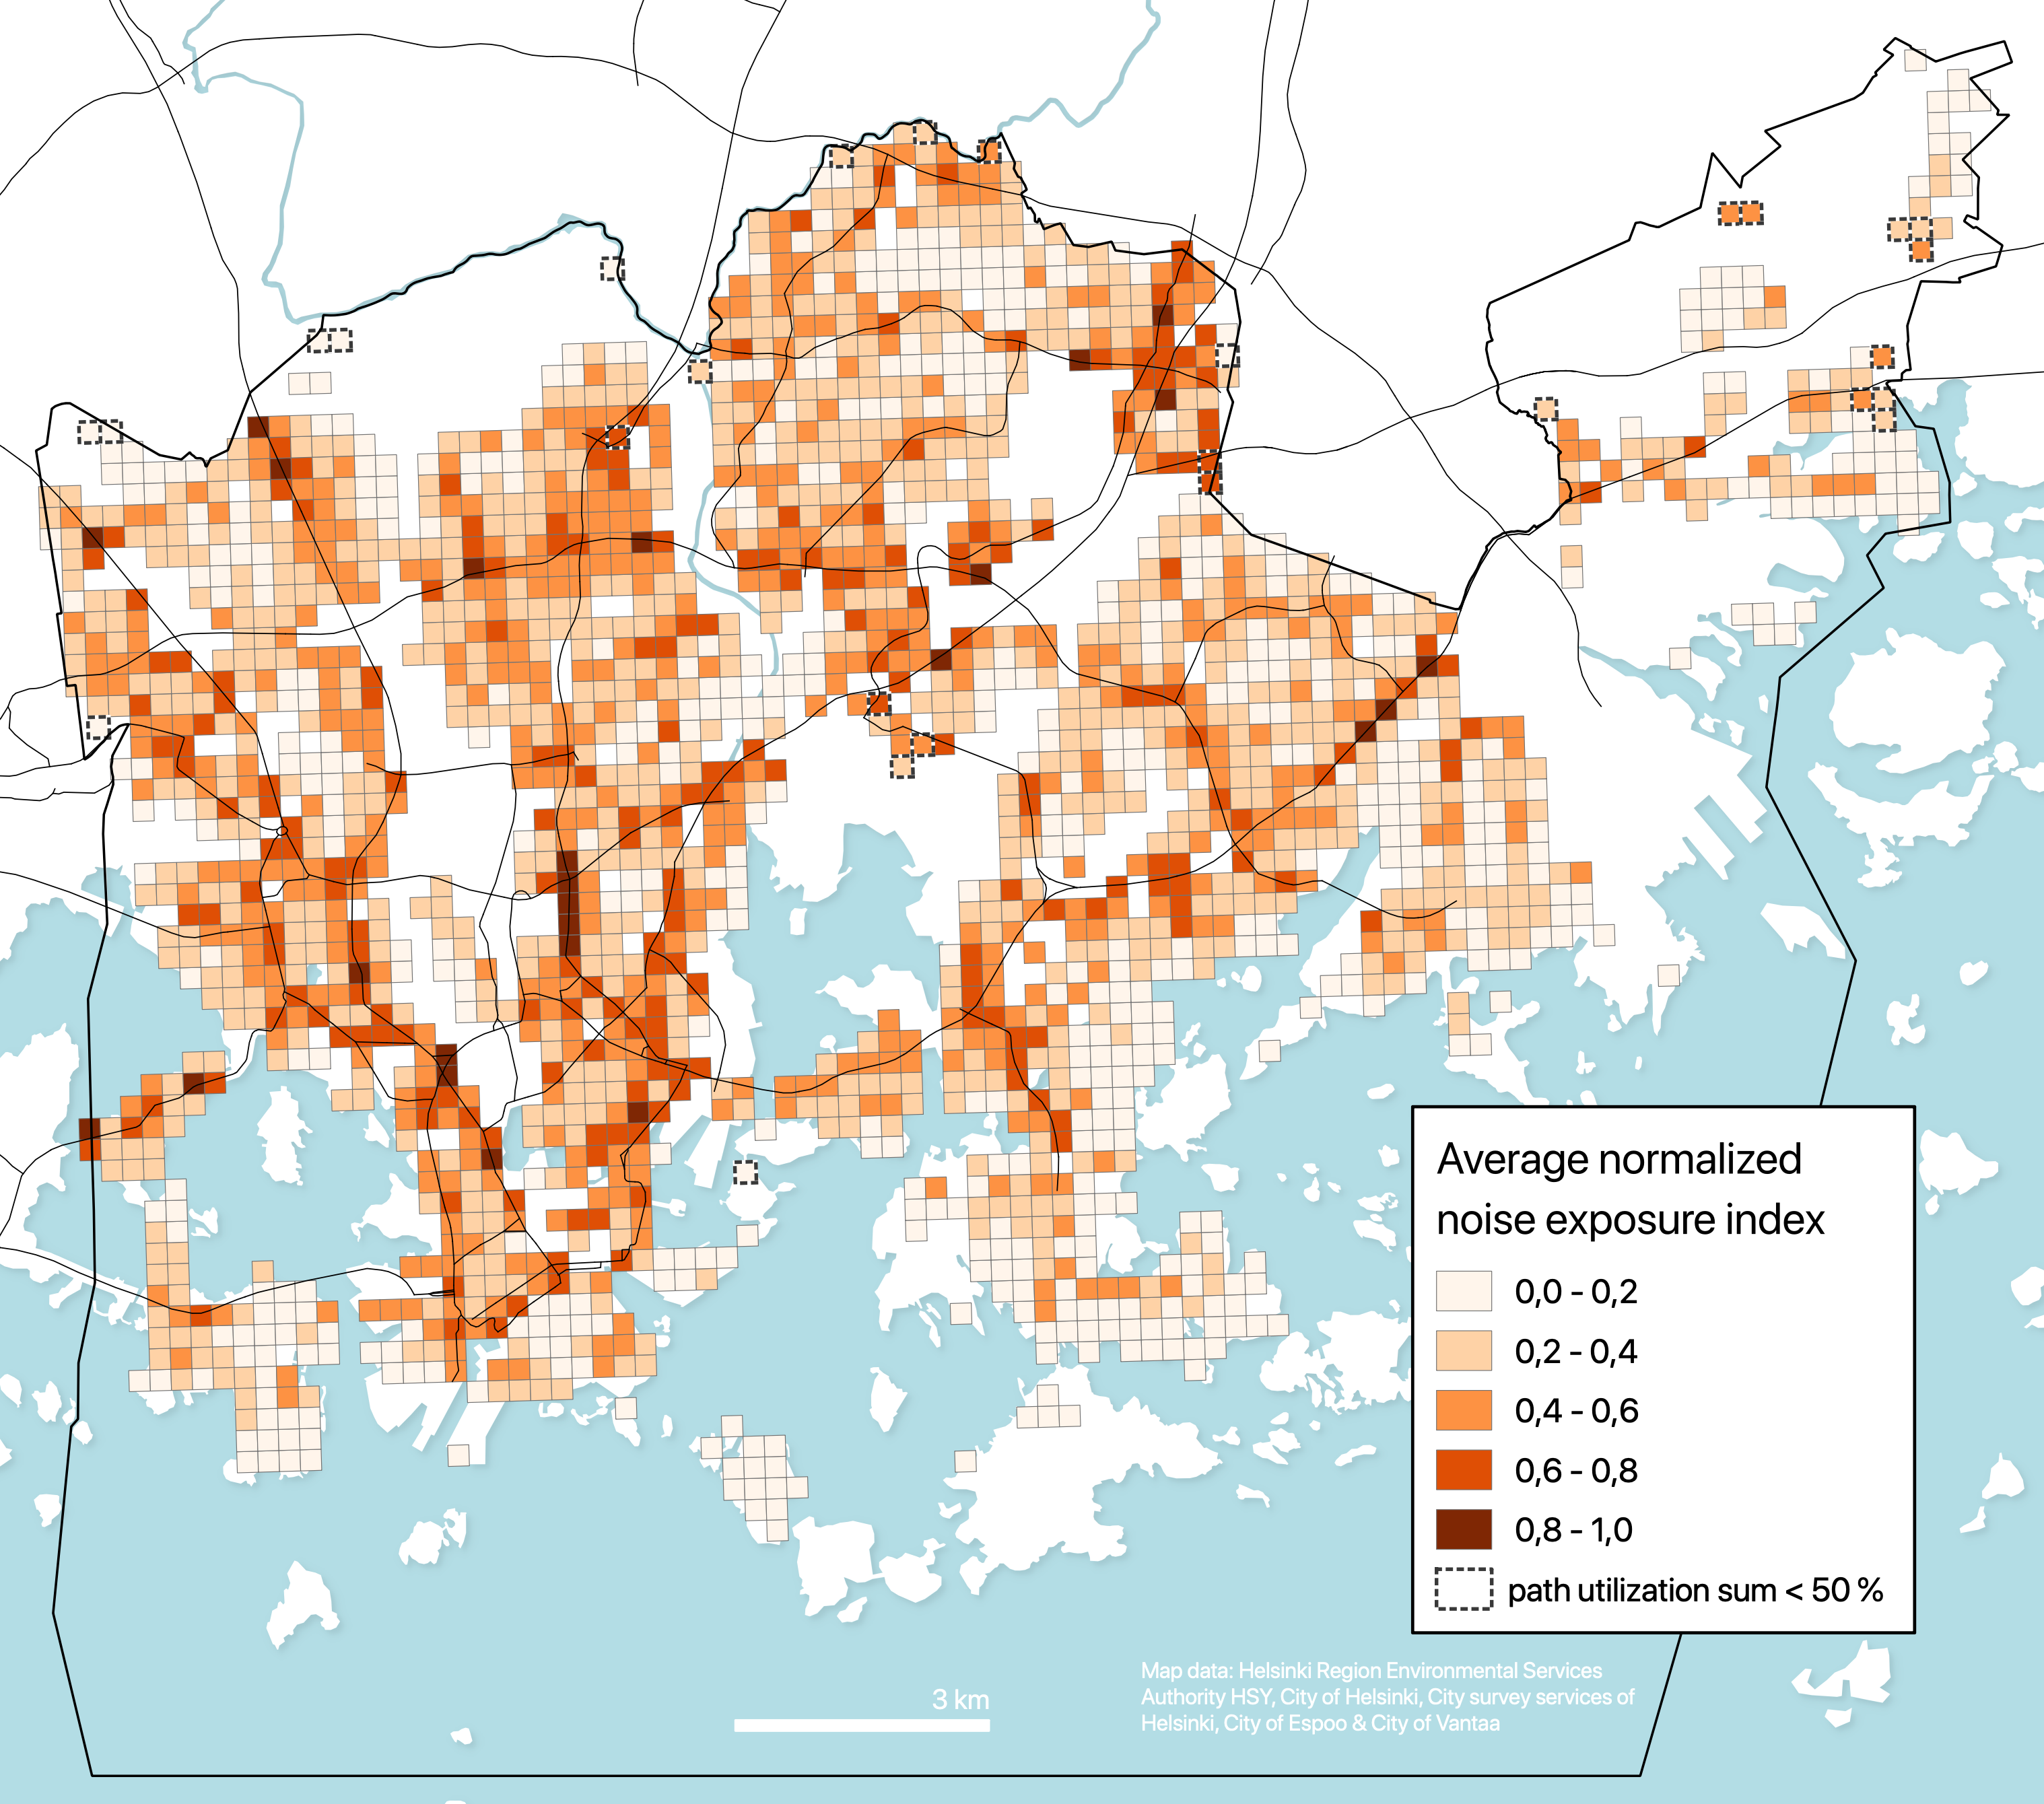 Average normalized
noise exposure index
0,0 - 0,2
0,2 - 0,4
0,4 - 0,6
0,6 - 0,8
0,8 - 1,0
path utilization sum < 50 %
3 km
Map data: Helsinki Region Environmental Services
Authority HSY, City of Helsinki, City survey services of
Helsinki, City of Espoo & City of Vantaa